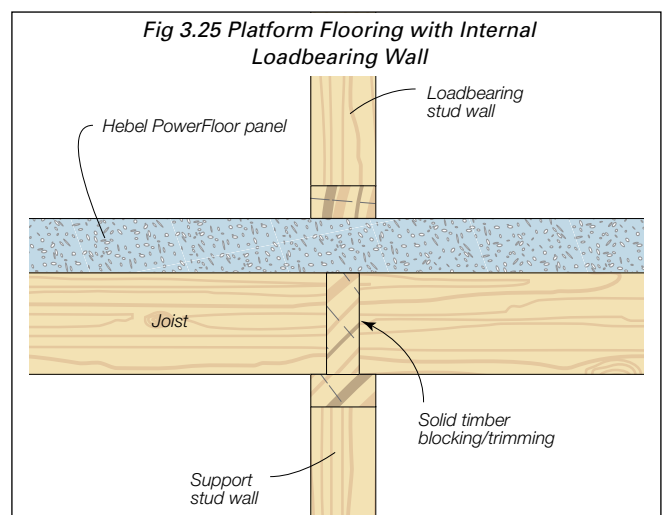 Fig 3.25 Platform Flooring with Internal
Loadbearing Wall
Loadbearing
stud wall
Hebel PowerFloor panel
Joist
Solid timber
blocking/trimming
Support
stud wall